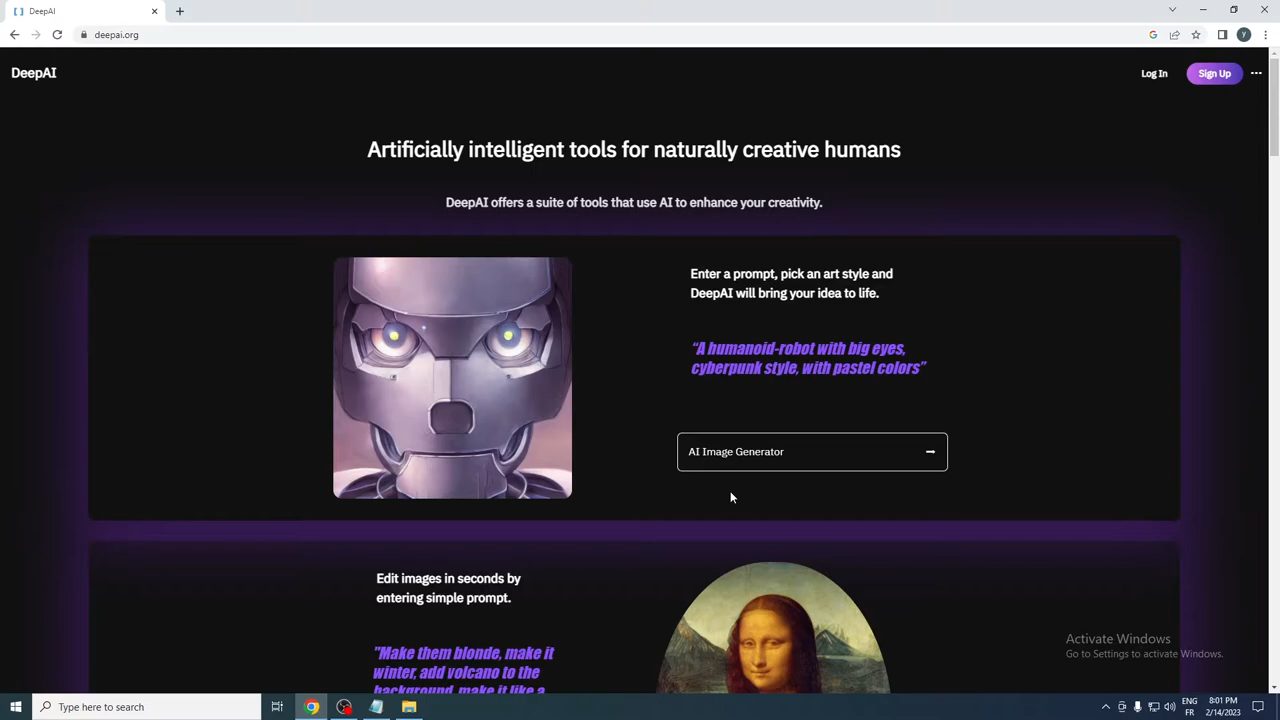 DeepAI
deepai.org
y
DeepAI
Log In
Sign Up
Artificially intelligent tools for naturally creative humans
DeepAI offers a suite of tools that use AI to enhance your creativity.
Enter a prompt, pick an art style and
DeepAI will bring your idea to life.
“A humanoid-robot with big eyes,
cyberpunk style, with pastel colors”
AI Image Generator
Edit images in seconds by
entering simple prompt.
"Make them blonde, make it
winter, add volcano to the
background, make it like a
Activate Windows
Go to Settings to activate Windows.
Type here to search
ENG
FR
8:01 PM
2/14/2023